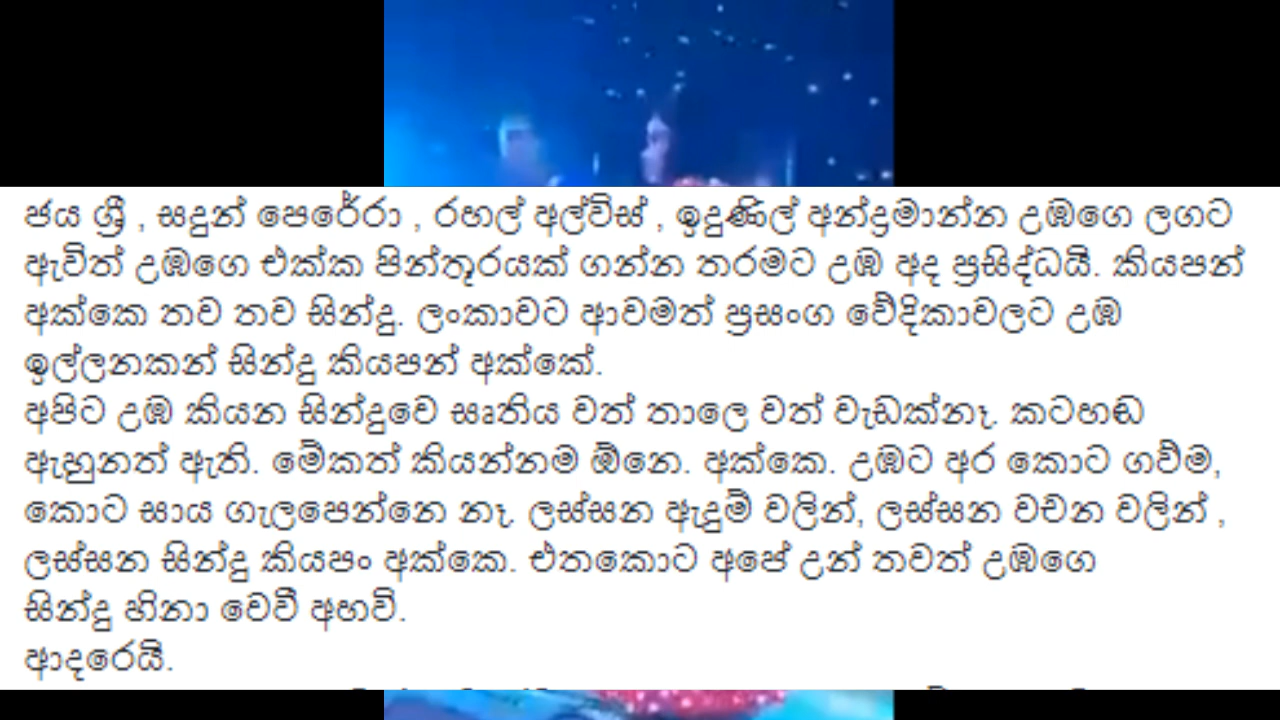 ජය ශ්‍රී , සදුන් පෙරේරා , රහල් අල්විස් , ඉදුණිල් අන්ද්‍රමාන්න උඹගෙ ලගට
ඇවිත් උඹගෙ එක්ක පින්තූරයක් ගන්න තරමට උඹ අද ප්‍රසිද්ධයි. කියපන්
අක්කෙ තව තව සින්දු. ලංකාවට ආවමත් ප්‍රසංග වේදිකාවලට උඹ
ඉල්ලනකන් සින්දු කියපන් අක්කේ.
අපිට උඹ කියන සින්දුවෙ සෘතිය වත් තාලෙ වත් වැඩක්නෑ. කටහඬ
ඇහුනත් ඇති. මේකත් කියන්නම ඕනෙ. අක්කෙ. උඹට අර කොට ගව්ම,
කොට සාය ගැලපෙන්නෙ නෑ. ලස්සන ඇදුම් වලින්, ලස්සන වචන වලින් ,
ලස්සන සින්දු කියපං අක්කෙ. එතකොට අපේ උන් තවත් උඹගෙ
සින්දු හිනා වෙවී අහවි.
ආදරෙයි.